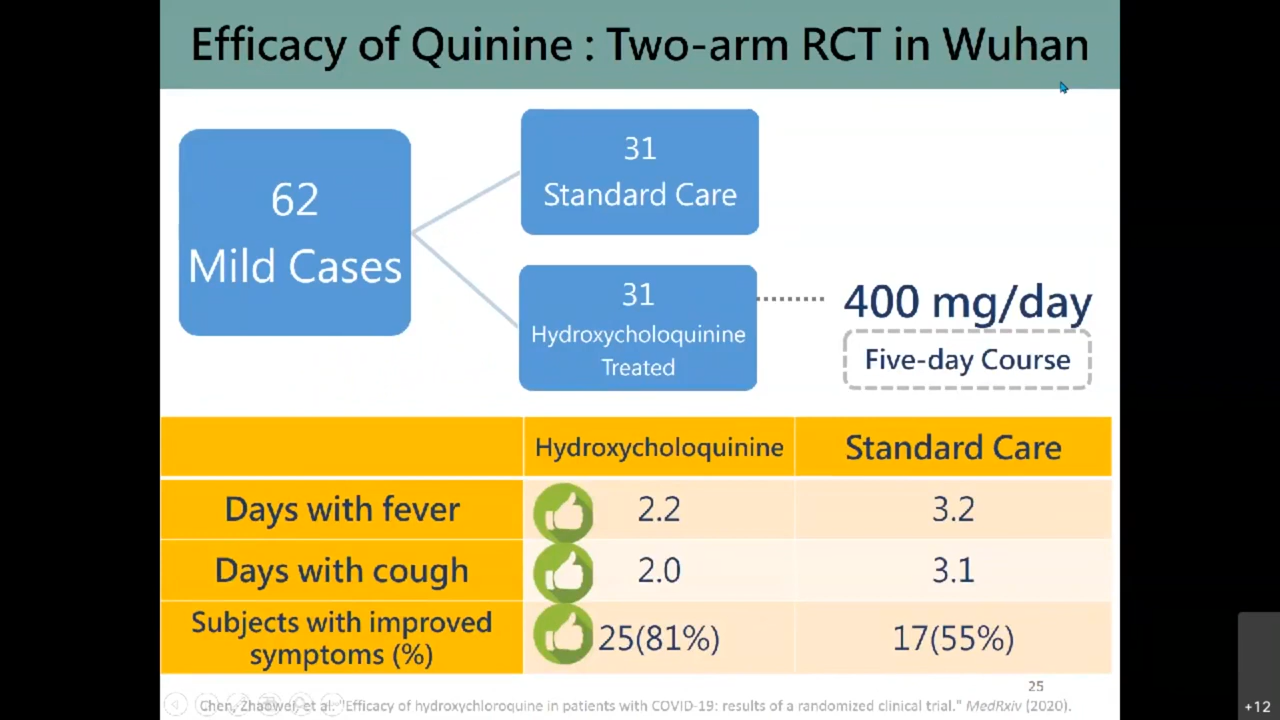 Efficacy of Quinine : Two-arm RCT in Wuhan
62
Mild Cases
31
Standard Care
31
Hydroxycholoquinine
Treated
400 mg/day
Five-day Course
Hydroxycholoquinine Standard Care
Days with fever 2.2 3.2
Days with cough 2.0 3.1
Subjects with improved
symptoms (%) 25(81%) 17(55%)
25
Chen, Zhaowei, et al. "Efficacy of hydroxychloroquine in patients with COVID-19: results of a randomized clinical trial." MedRxiv (2020).
+12